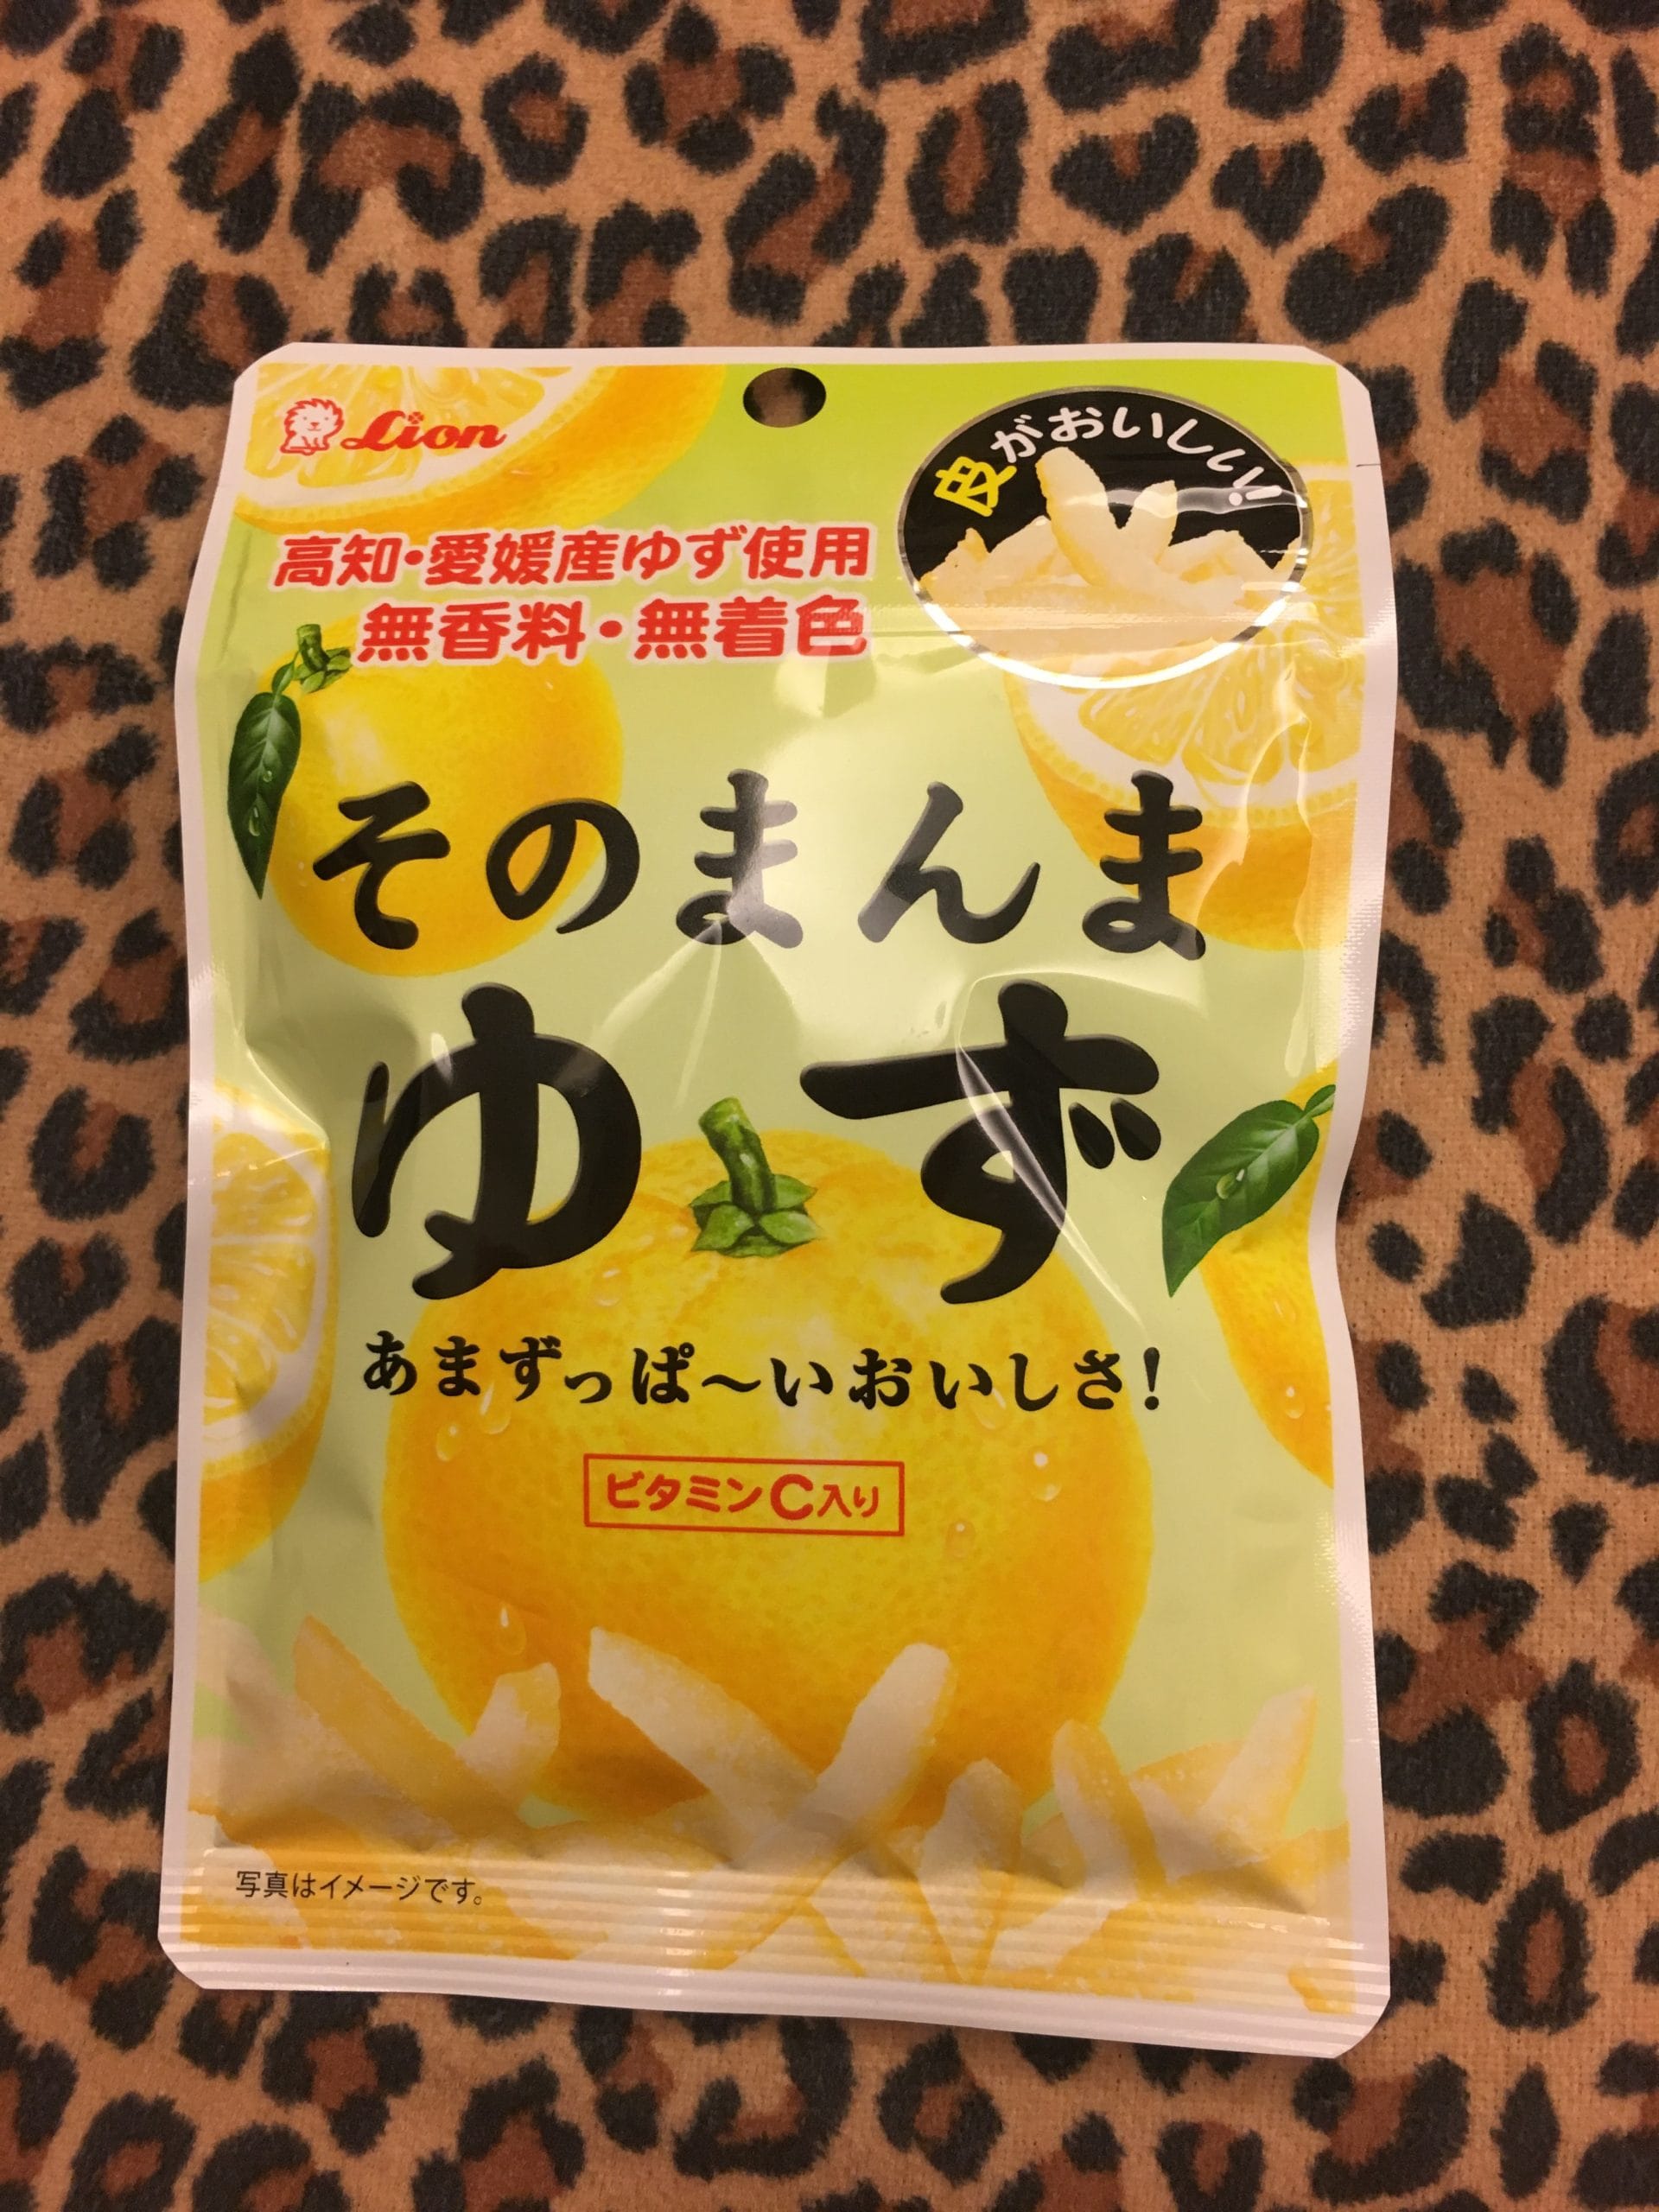 Lion
皮がおいしい!
高知・愛媛産ゆず使用
無香料・無着色
そのまんま
ゆず
あまずっぱ～いおいしさ!
ビタミンC入り
写真はイメージです。